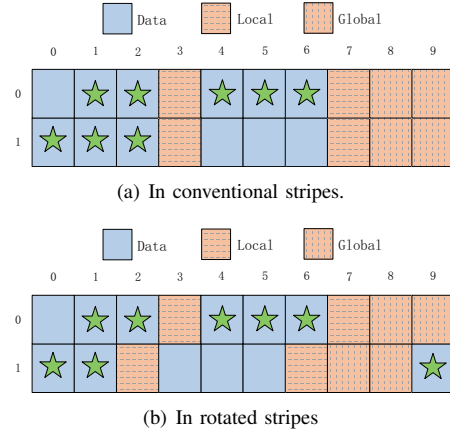 Data Local Global
0 1 2 3 4 5 6 7 8 9
0
1
(a) In conventional stripes.
Data Local Global
0 1 2 3 4 5 6 7 8 9
0
1
(b) In rotated stripes